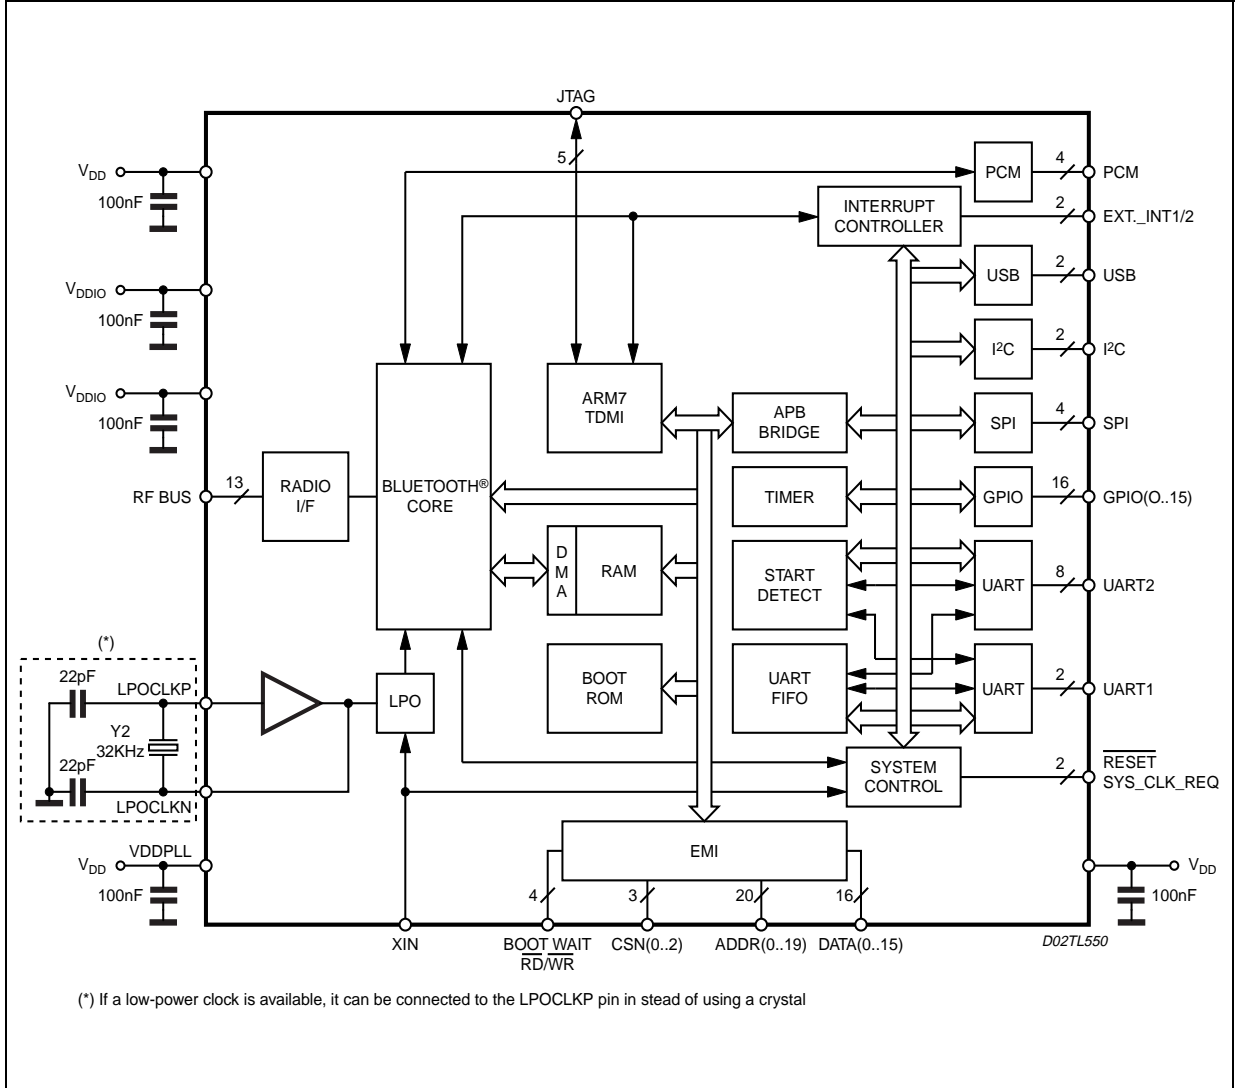 JTAG
5
PCM
4
PCM
VDD
100nF
INTERRUPT
CONTROLLER
2
EXT._INT1/2
USB
2
USB
VDDIO
100nF
I2C
2
I2C
VDDIO
100nF
ARM7
TDMI
APB
BRIDGE
SPI
4
SPI
RF BUS
13
RADIO
I/F
BLUETOOTH®
CORE
TIMER
GPIO
16
GPIO(O..15)
D
M
A
RAM
START
DETECT
UART
8
UART2
(*)
22pF
LPOCLKP
Y2
32KHz
22pF
LPOCLKN
LPO
BOOT
ROM
UART
FIFO
UART
2
UART1
SYSTEM
CONTROL
2
RESET
SYS_CLK_REQ
VDD
VDDPLL
100nF
EMI
4
3
20
16
VDD
100nF
XIN
BOOT WAIT
RD/WR
CSN(0..2)
ADDR(0..19)
DATA(0..15)
D02TL550
(*) If a low-power clock is available, it can be connected to the LPOCLKP pin in stead of using a crystal